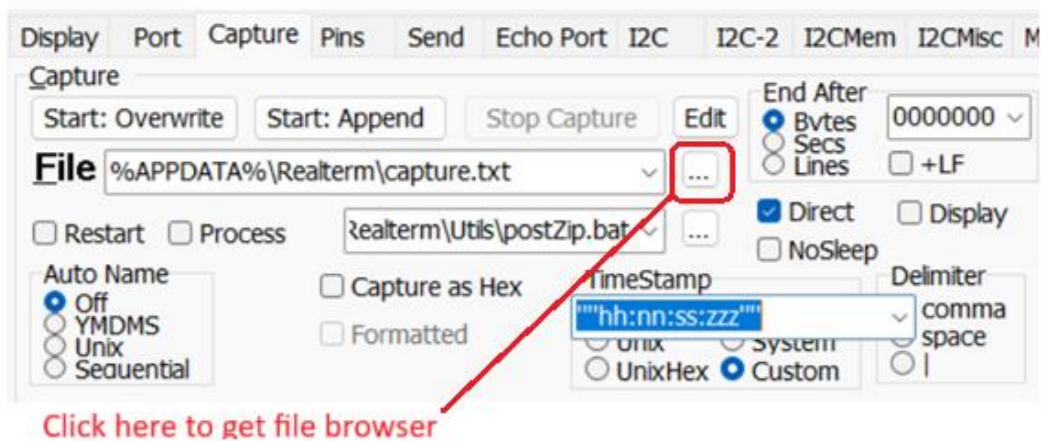 Display Port Capture Pins Send Echo Port I2C I2C-2 I2CMem I2CMisc M
Capture
Start: Overwrite Start: Append Stop Capture Edit
End After
Bytes
Secs
Lines
0000000
+LF
File %APPDATA%\Realterm\capture.txt ...
Direct Display
NoSleep
Restart Process Realterm\Utils\postZip.bat ...
Auto Name
Off
YMDMS
Unix
Sequential
Capture as Hex
Formatted
TimeStamp
""hh:nn:ss:zzz""
Unix System
UnixHex Custom
Delimiter
comma
space
|
Click here to get file browser